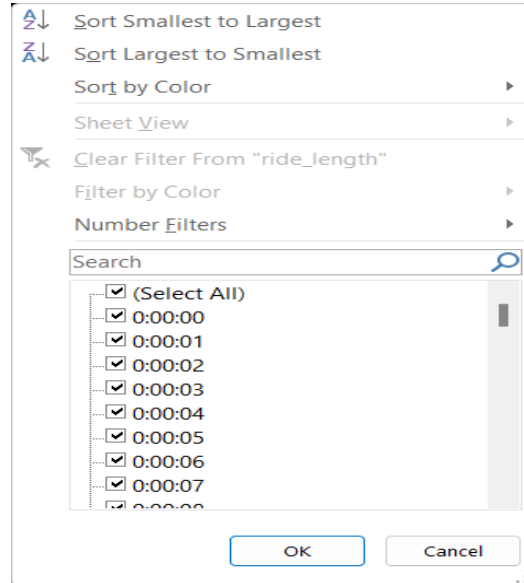 Sort Smallest to Largest
Sort Largest to Smallest
Sort by Color
Sheet View
Clear Filter From "ride_length"
Filter by Color
Number Filters
Search
(Select All)
0:00:00
0:00:01
0:00:02
0:00:03
0:00:04
0:00:05
0:00:06
0:00:07
OK
Cancel